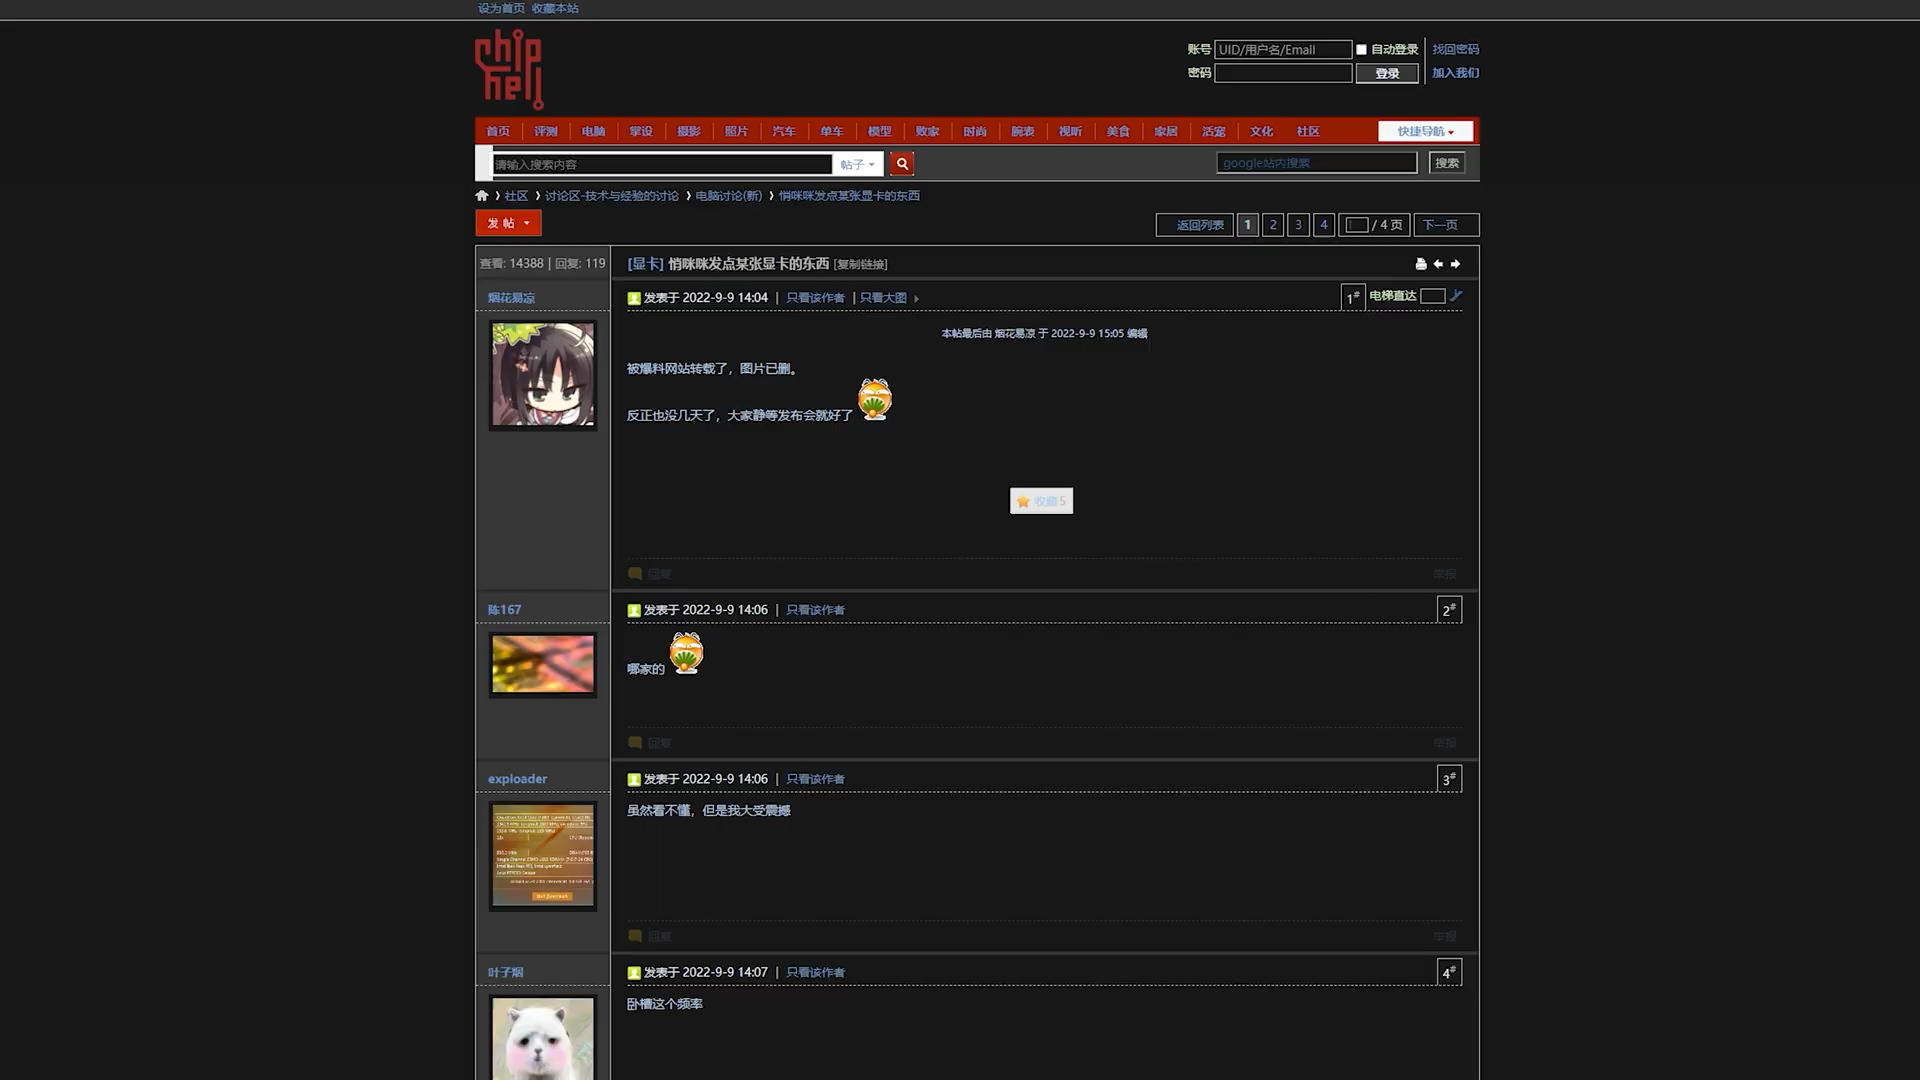 设为首页 收藏本站
chip hell
账号 UID/用户名/Email 自动登录 找回密码
密码 登录 加入我们
首页 评测 电脑 掌设 摄影 照片 汽车 单车 模型 败家 时尚 腕表 视听 美食 家居 活宠 文化 社区 快捷导航
请输入搜索内容 帖子 google站内搜索 搜索
社区 › 讨论区-技术与经验的讨论 › 电脑讨论(新) › 悄咪咪发点某张显卡的东西
发帖 返回列表 1 2 3 4 1 / 4 页 下一页
查看: 14388 | 回复: 119 [显卡] 悄咪咪发点某张显卡的东西 [复制链接]
烟花易凉 发表于 2022-9-9 14:04 | 只看该作者 | 只看大图 1# 电梯直达
本帖最后由 烟花易凉 于 2022-9-9 15:05 编辑
被爆料网站转载了，图片已删。
反正也没几天了，大家静等发布会就好了
收藏5
回复 举报
陈167 发表于 2022-9-9 14:06 | 只看该作者 2#
哪家的
回复 举报
exploader 发表于 2022-9-9 14:06 | 只看该作者 3#
虽然看不懂，但是我大受震撼
回复 举报
叶子烟 发表于 2022-9-9 14:07 | 只看该作者 4#
卧槽这个频率